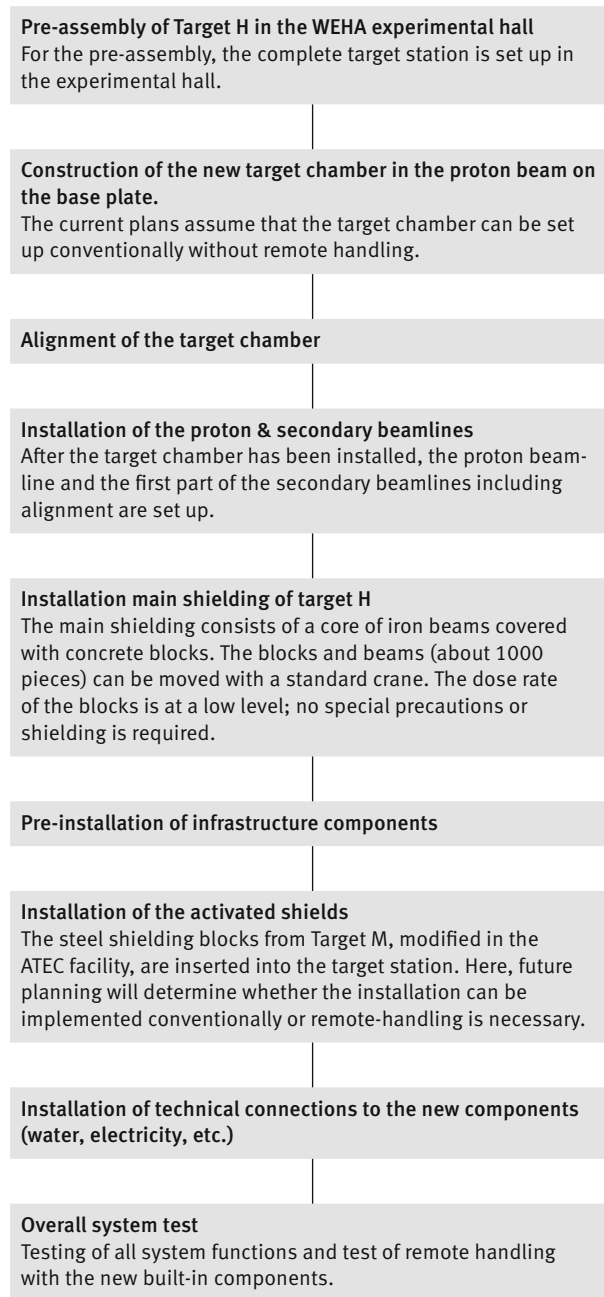 Pre-assembly of Target H in the WEHA experimental hall
For the pre-assembly, the complete target station is set up in
the experimental hall.
Construction of the new target chamber in the proton beam on
the base plate.
The current plans assume that the target chamber can be set
up conventionally without remote handling.
Alignment of the target chamber
Installation of the proton & secondary beamlines
After the target chamber has been installed, the proton beam-
line and the first part of the secondary beamlines including
alignment are set up.
Installation main shielding of target H
The main shielding consists of a core of iron beams covered
with concrete blocks. The blocks and beams (about 1000
pieces) can be moved with a standard crane. The dose rate
of the blocks is at a low level; no special precautions or
shielding is required.
Pre-installation of infrastructure components
Installation of the activated shields
The steel shielding blocks from Target M, modified in the
ATEC facility, are inserted into the target station. Here, future
planning will determine whether the installation can be
implemented conventionally or remote-handling is necessary.
Installation of technical connections to the new components
(water, electricity, etc.)
Overall system test
Testing of all system functions and test of remote handling
with the new built-in components.